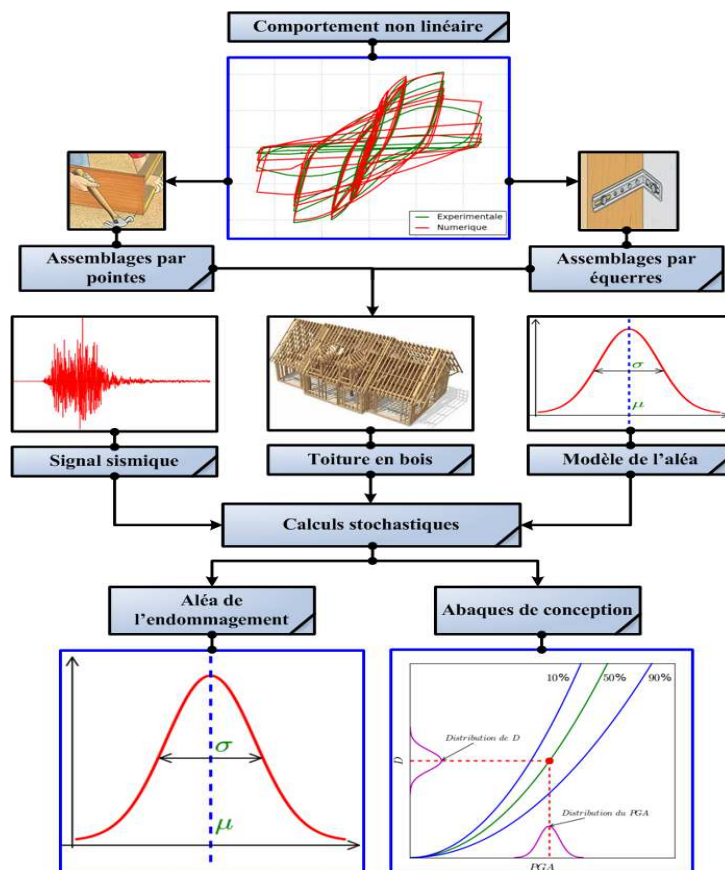 Comportement non linéaire
Experimentale
Numerique
Assemblages par
pointes
Assemblages par
équerres
σ
μ
Signal sismique
Toiture en bois
Modèle de l'aléa
Calculs stochastiques
Aléa de
l'endommagement
Abaques de conception
σ
μ
10%
50%
90%
Distribution de D
D
Distribution du PGA
PGA